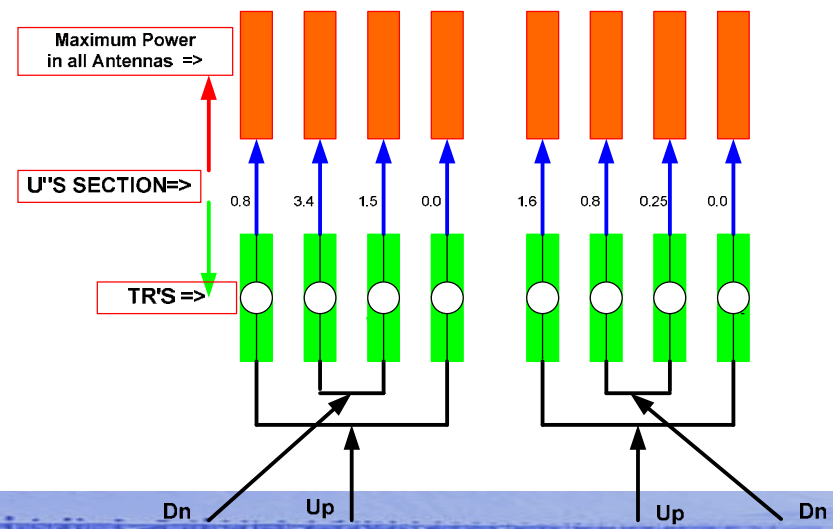 Maximum Power
in all Antennas =>
U"S SECTION=>
0.8 3.4 1.5 0.0 1.6 0.8 0.25 0.0
TR'S =>
Dn Up Up Dn